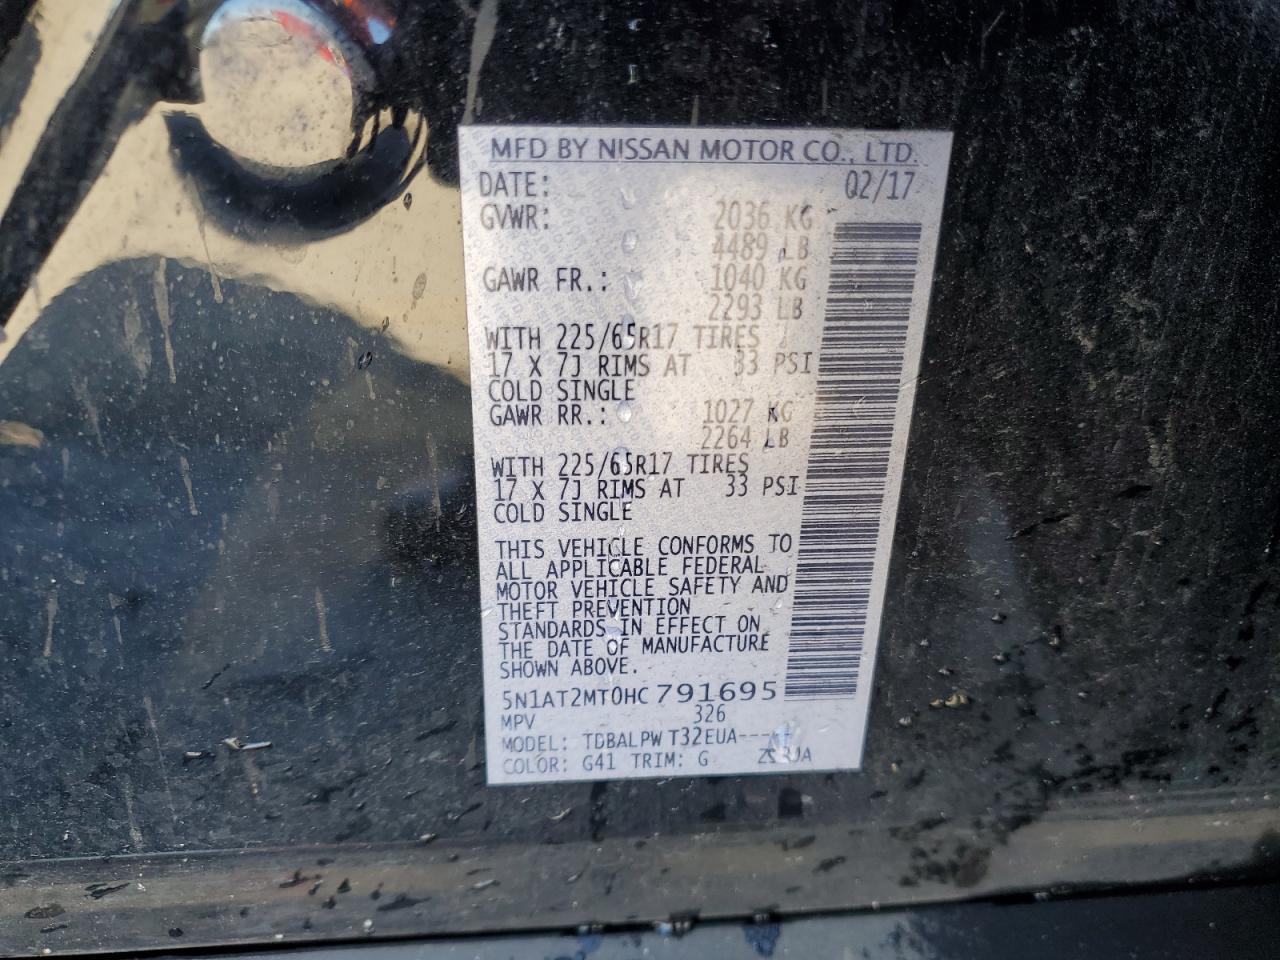 MFD BY NISSAN MOTOR CO., LTD.
DATE: 02/17
GVWR: 2036 KG
4489 LB
GAWR FR.: 1040 KG
2293 LB
WITH 225/65R17 TIRES
17 X 7J RIMS AT 33 PSI
COLD SINGLE
GAWR RR.: 1027 KG
2264 LB
WITH 225/65R17 TIRES
17 X 7J RIMS AT 33 PSI
COLD SINGLE
THIS VEHICLE CONFORMS TO
ALL APPLICABLE FEDERAL
MOTOR VEHICLE SAFETY AND
THEFT PREVENTION
STANDARDS IN EFFECT ON
THE DATE OF MANUFACTURE
SHOWN ABOVE.
5N1AT2MT0HC791695
MPV 326
MODEL: TDBALPW T32EUA----
COLOR: G41 TRIM: G